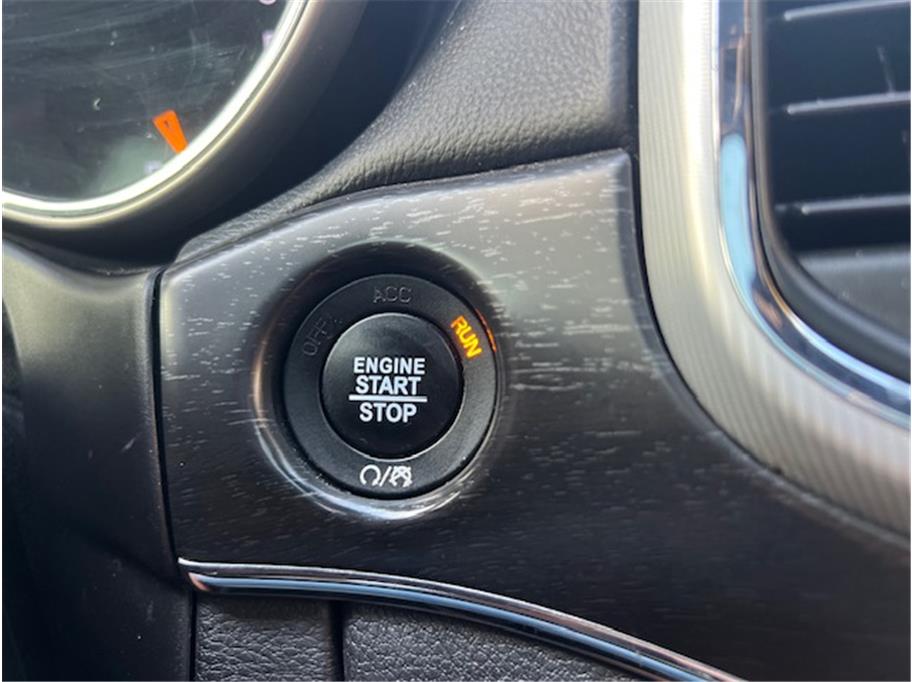 ACC
OFF
RUN
ENGINE
START
STOP